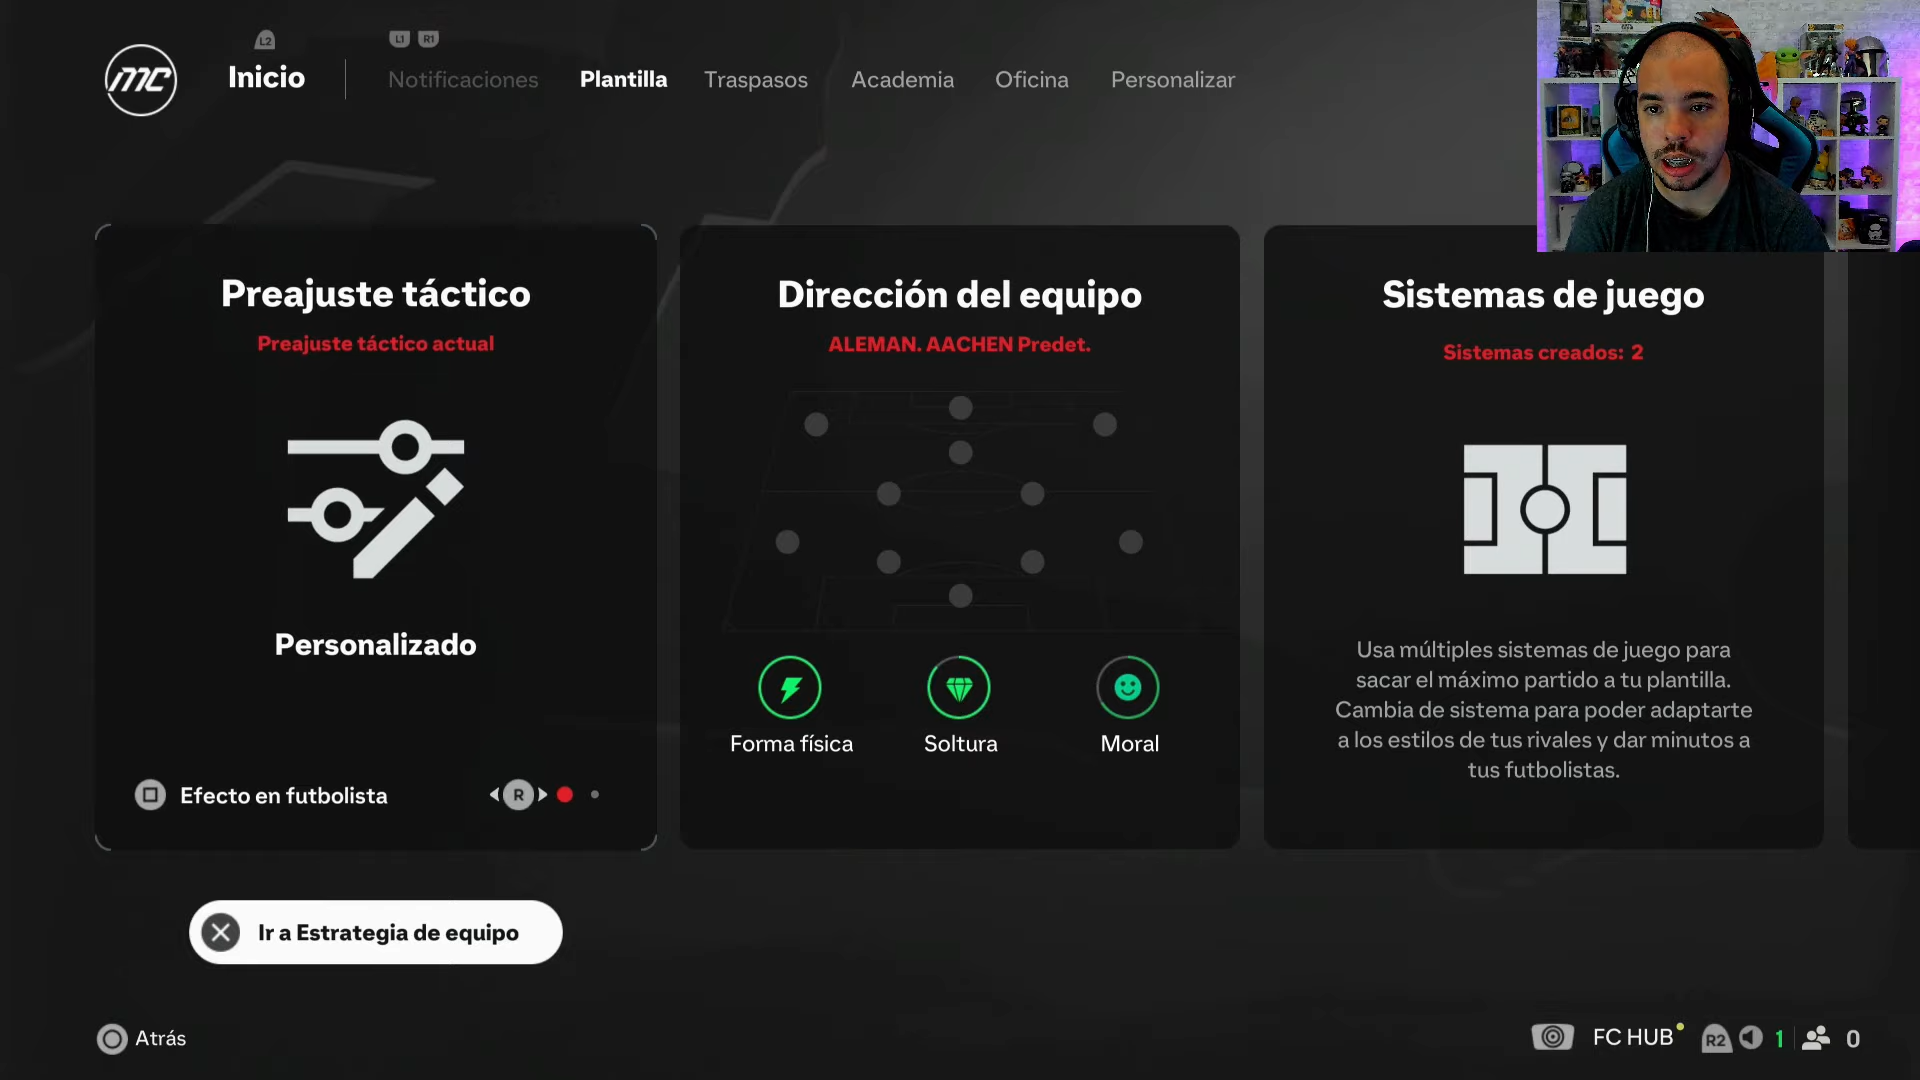 L2
L1 R1
MC
Inicio
Notificaciones
Plantilla
Traspasos
Academia
Oficina
Personalizar
Preajuste táctico
Preajuste táctico actual
Personalizado
Efecto en futbolista
R
Dirección del equipo
ALEMAN. AACHEN Predet.
Forma física
Soltura
Moral
Sistemas de juego
Sistemas creados: 2
Usa múltiples sistemas de juego para
sacar el máximo partido a tu plantilla.
Cambia de sistema para poder adaptarte
a los estilos de tus rivales y dar minutos a
tus futbolistas.
Ir a Estrategia de equipo
Atrás
FC HUB
R2
1
0